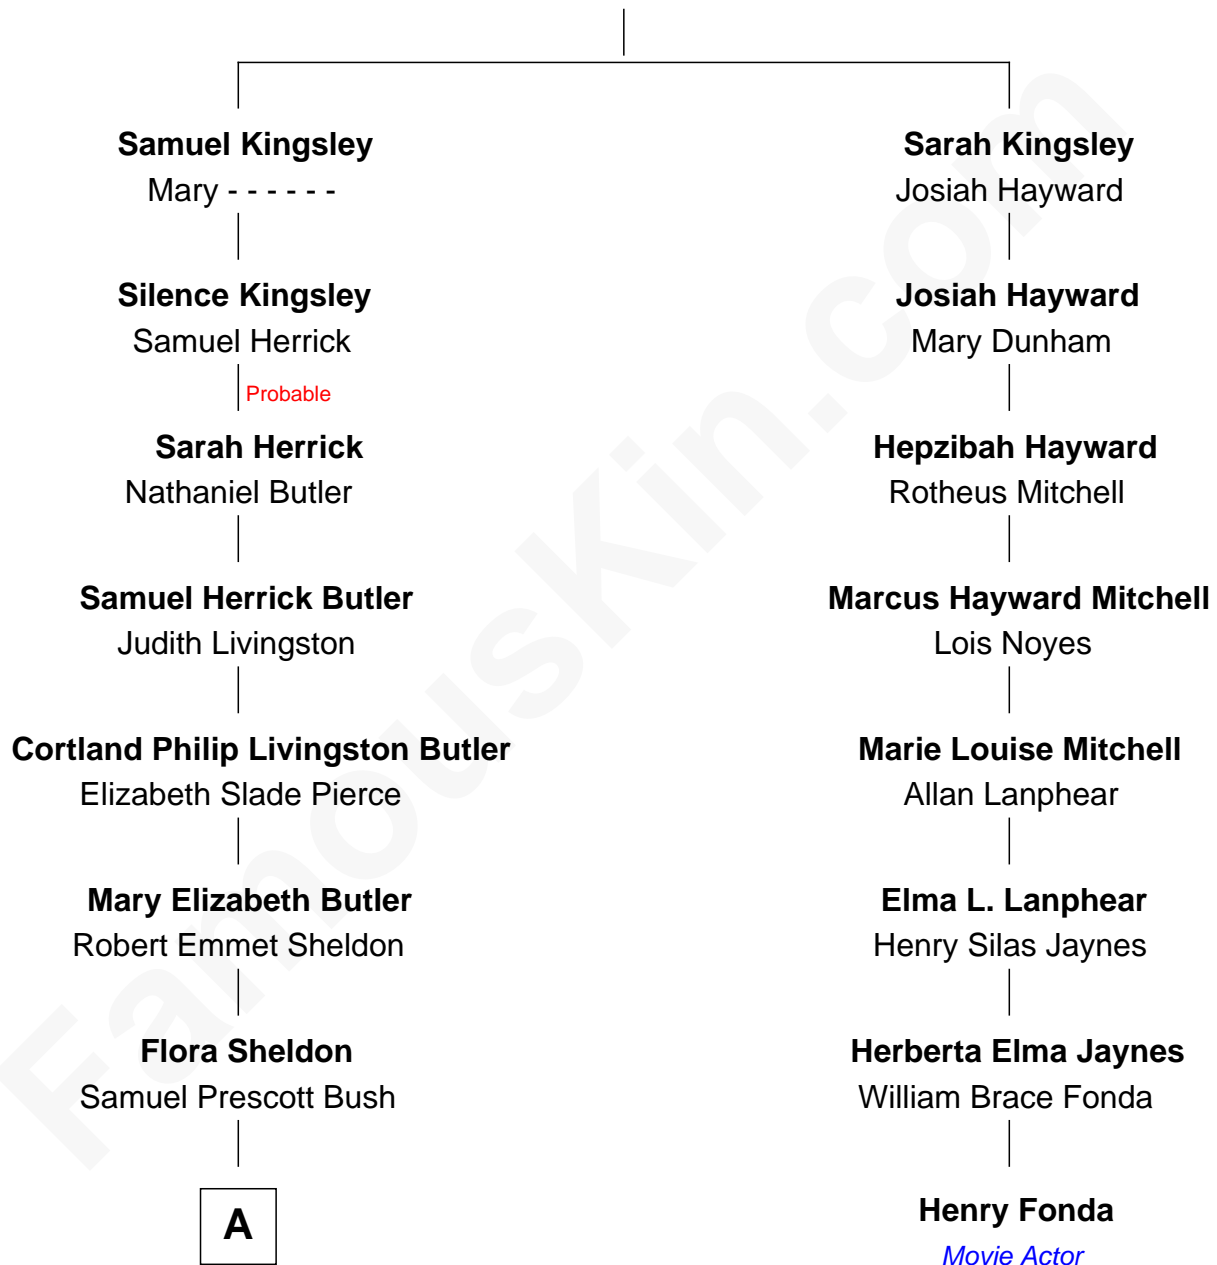 Samuel Kingsley
Mary - - - - - -
Sarah Kingsley
Josiah Hayward
Silence Kingsley
Samuel Herrick
Josiah Hayward
Mary Dunham
Probable
Sarah Herrick
Nathaniel Butler
Hepzibah Hayward
Rotheus Mitchell
Samuel Herrick Butler
Judith Livingston
Marcus Hayward Mitchell
Lois Noyes
Cortland Philip Livingston Butler
Elizabeth Slade Pierce
Marie Louise Mitchell
Allan Lanphear
Mary Elizabeth Butler
Robert Emmet Sheldon
Elma L. Lanphear
Henry Silas Jaynes
Flora Sheldon
Samuel Prescott Bush
Herberta Elma Jaynes
William Brace Fonda
A
Henry Fonda
Movie Actor
FamousKin.com